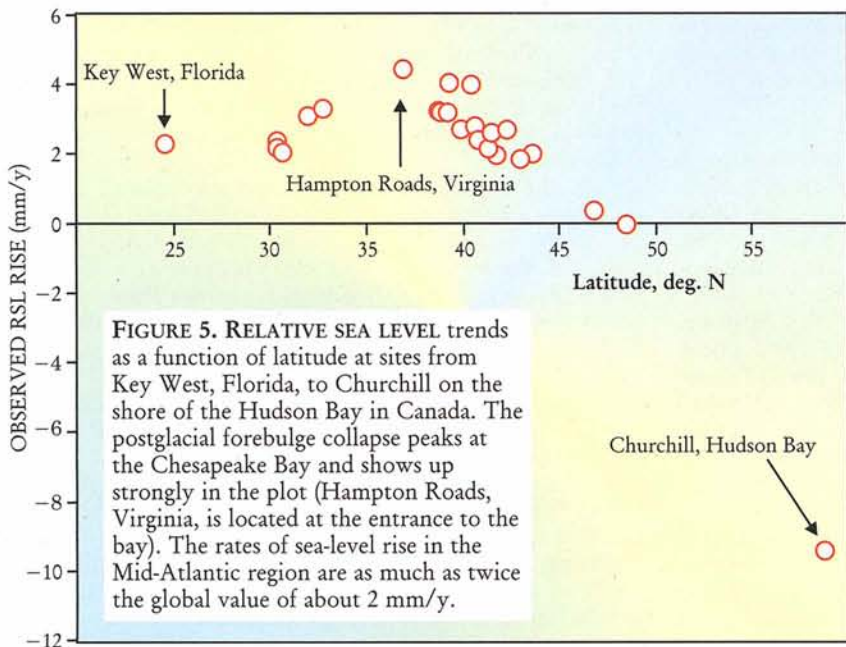 6
4
2
0
−2
−4
−6
−8
−10
−12
OBSERVED RSL RISE (mm/y)
Key West, Florida
Hampton Roads, Virginia
25
30
35
40
45
50
55
Latitude, deg. N
FIGURE 5. RELATIVE SEA LEVEL trends
as a function of latitude at sites from
Key West, Florida, to Churchill on the
shore of the Hudson Bay in Canada. The
postglacial forebulge collapse peaks at
the Chesapeake Bay and shows up
strongly in the plot (Hampton Roads,
Virginia, is located at the entrance to the
bay). The rates of sea-level rise in the
Mid-Atlantic region are as much as twice
the global value of about 2 mm/y.
Churchill, Hudson Bay